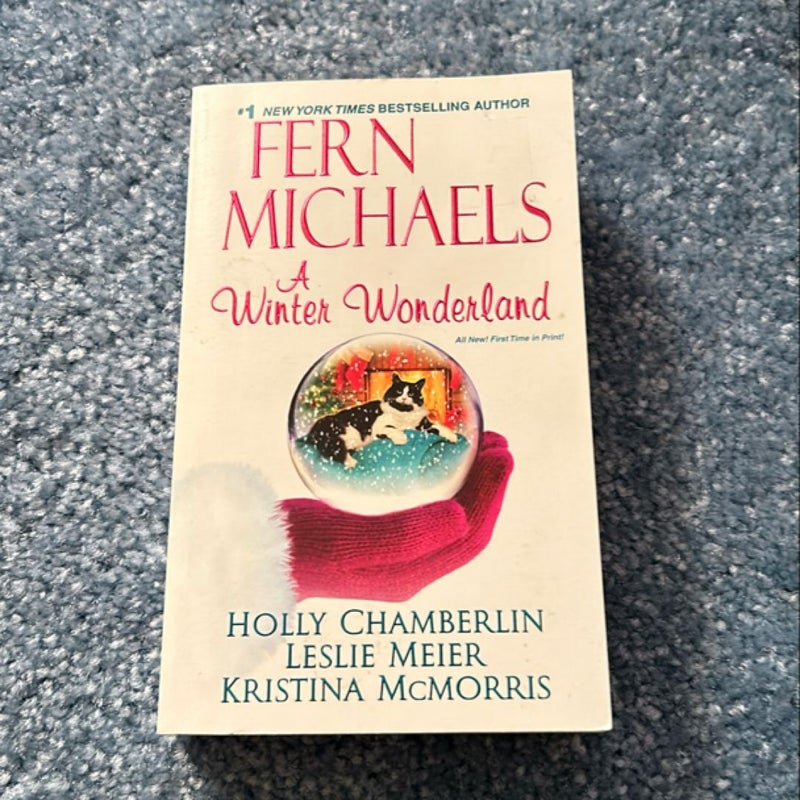 #1 NEW YORK TIMES BESTSELLING AUTHOR
FERN
MICHAELS
A
Winter Wonderland
All New! First Time in Print!
HOLLY CHAMBERLIN
LESLIE MEIER
KRISTINA MCMORRIS